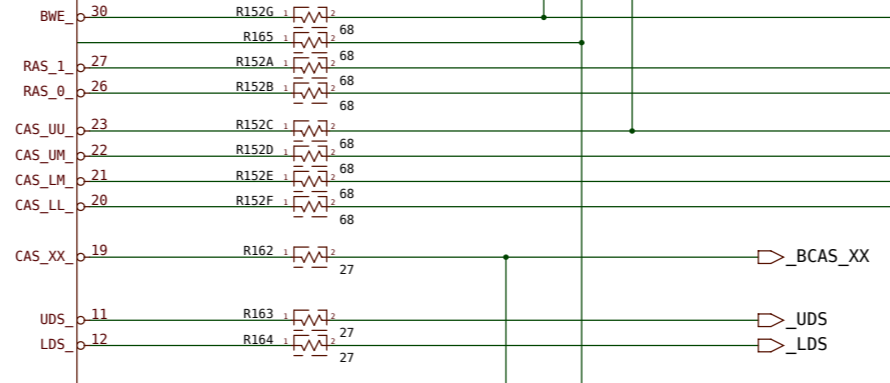 BWE_ 30 R152G 1 2 68
R165 1 2 68
RAS_1_ 27 R152A 1 2 68
RAS_0_ 26 R152B 1 2 68
CAS_UU_ 23 R152C 1 2 68
CAS_UM_ 22 R152D 1 2 68
CAS_LM_ 21 R152E 1 2 68
CAS_LL_ 20 R152F 1 2 68
CAS_XX_ 19 R162 1 2 27 _BCAS_XX
UDS_ 11 R163 1 2 27 _UDS
LDS_ 12 R164 1 2 27 _LDS